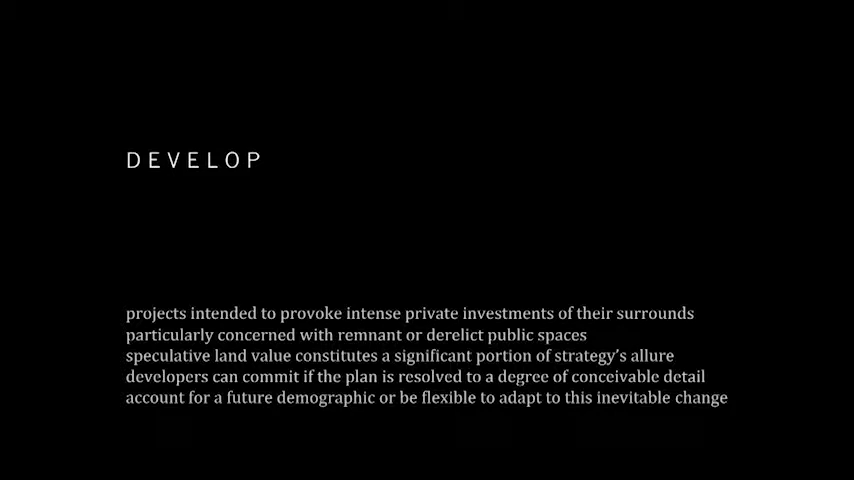 DEVELOP
projects intended to provoke intense private investments of their surrounds
particularly concerned with remnant or derelict public spaces
speculative land value constitutes a significant portion of strategy’s allure
developers can commit if the plan is resolved to a degree of conceivable detail
account for a future demographic or be flexible to adapt to this inevitable change